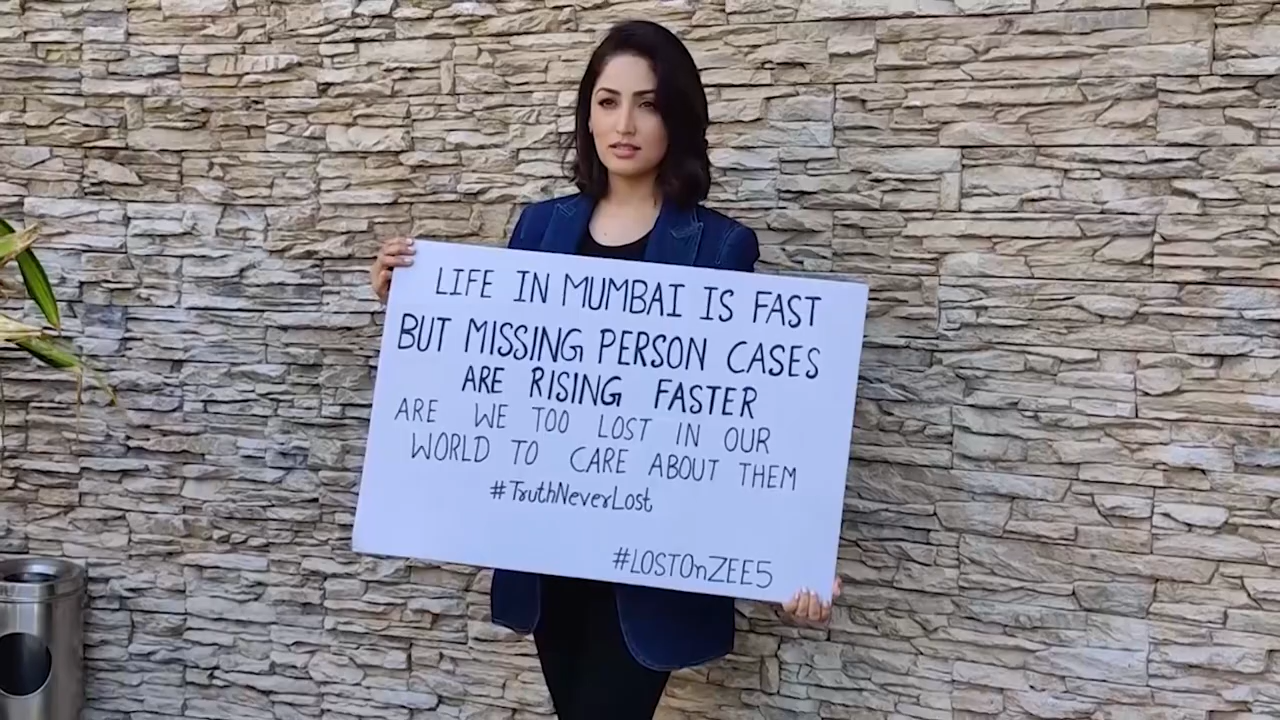 LIFE IN MUMBAI IS FAST
BUT MISSING PERSON CASES
ARE RISING FASTER
ARE WE TOO LOST IN OUR
WORLD TO CARE ABOUT THEM
#TruthNeverLost
#LOSTOnZEE5